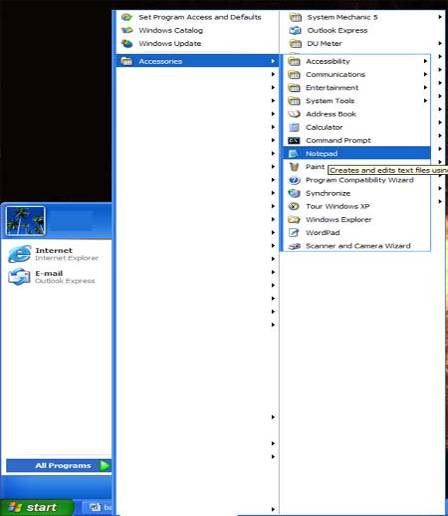 Set Program Access and Defaults
Windows Catalog
Windows Update
Accessories
System Mechanic 5
Outlook Express
DU Meter
Accessibility
Communications
Entertainment
System Tools
Address Book
Calculator
Command Prompt
Notepad
Paint
Creates and edits text files usin
Program Compatibility Wizard
Synchronize
Tour Windows XP
Windows Explorer
WordPad
Scanner and Camera Wizard
Internet
Internet Explorer
E-mail
Outlook Express
All Programs
start
ba